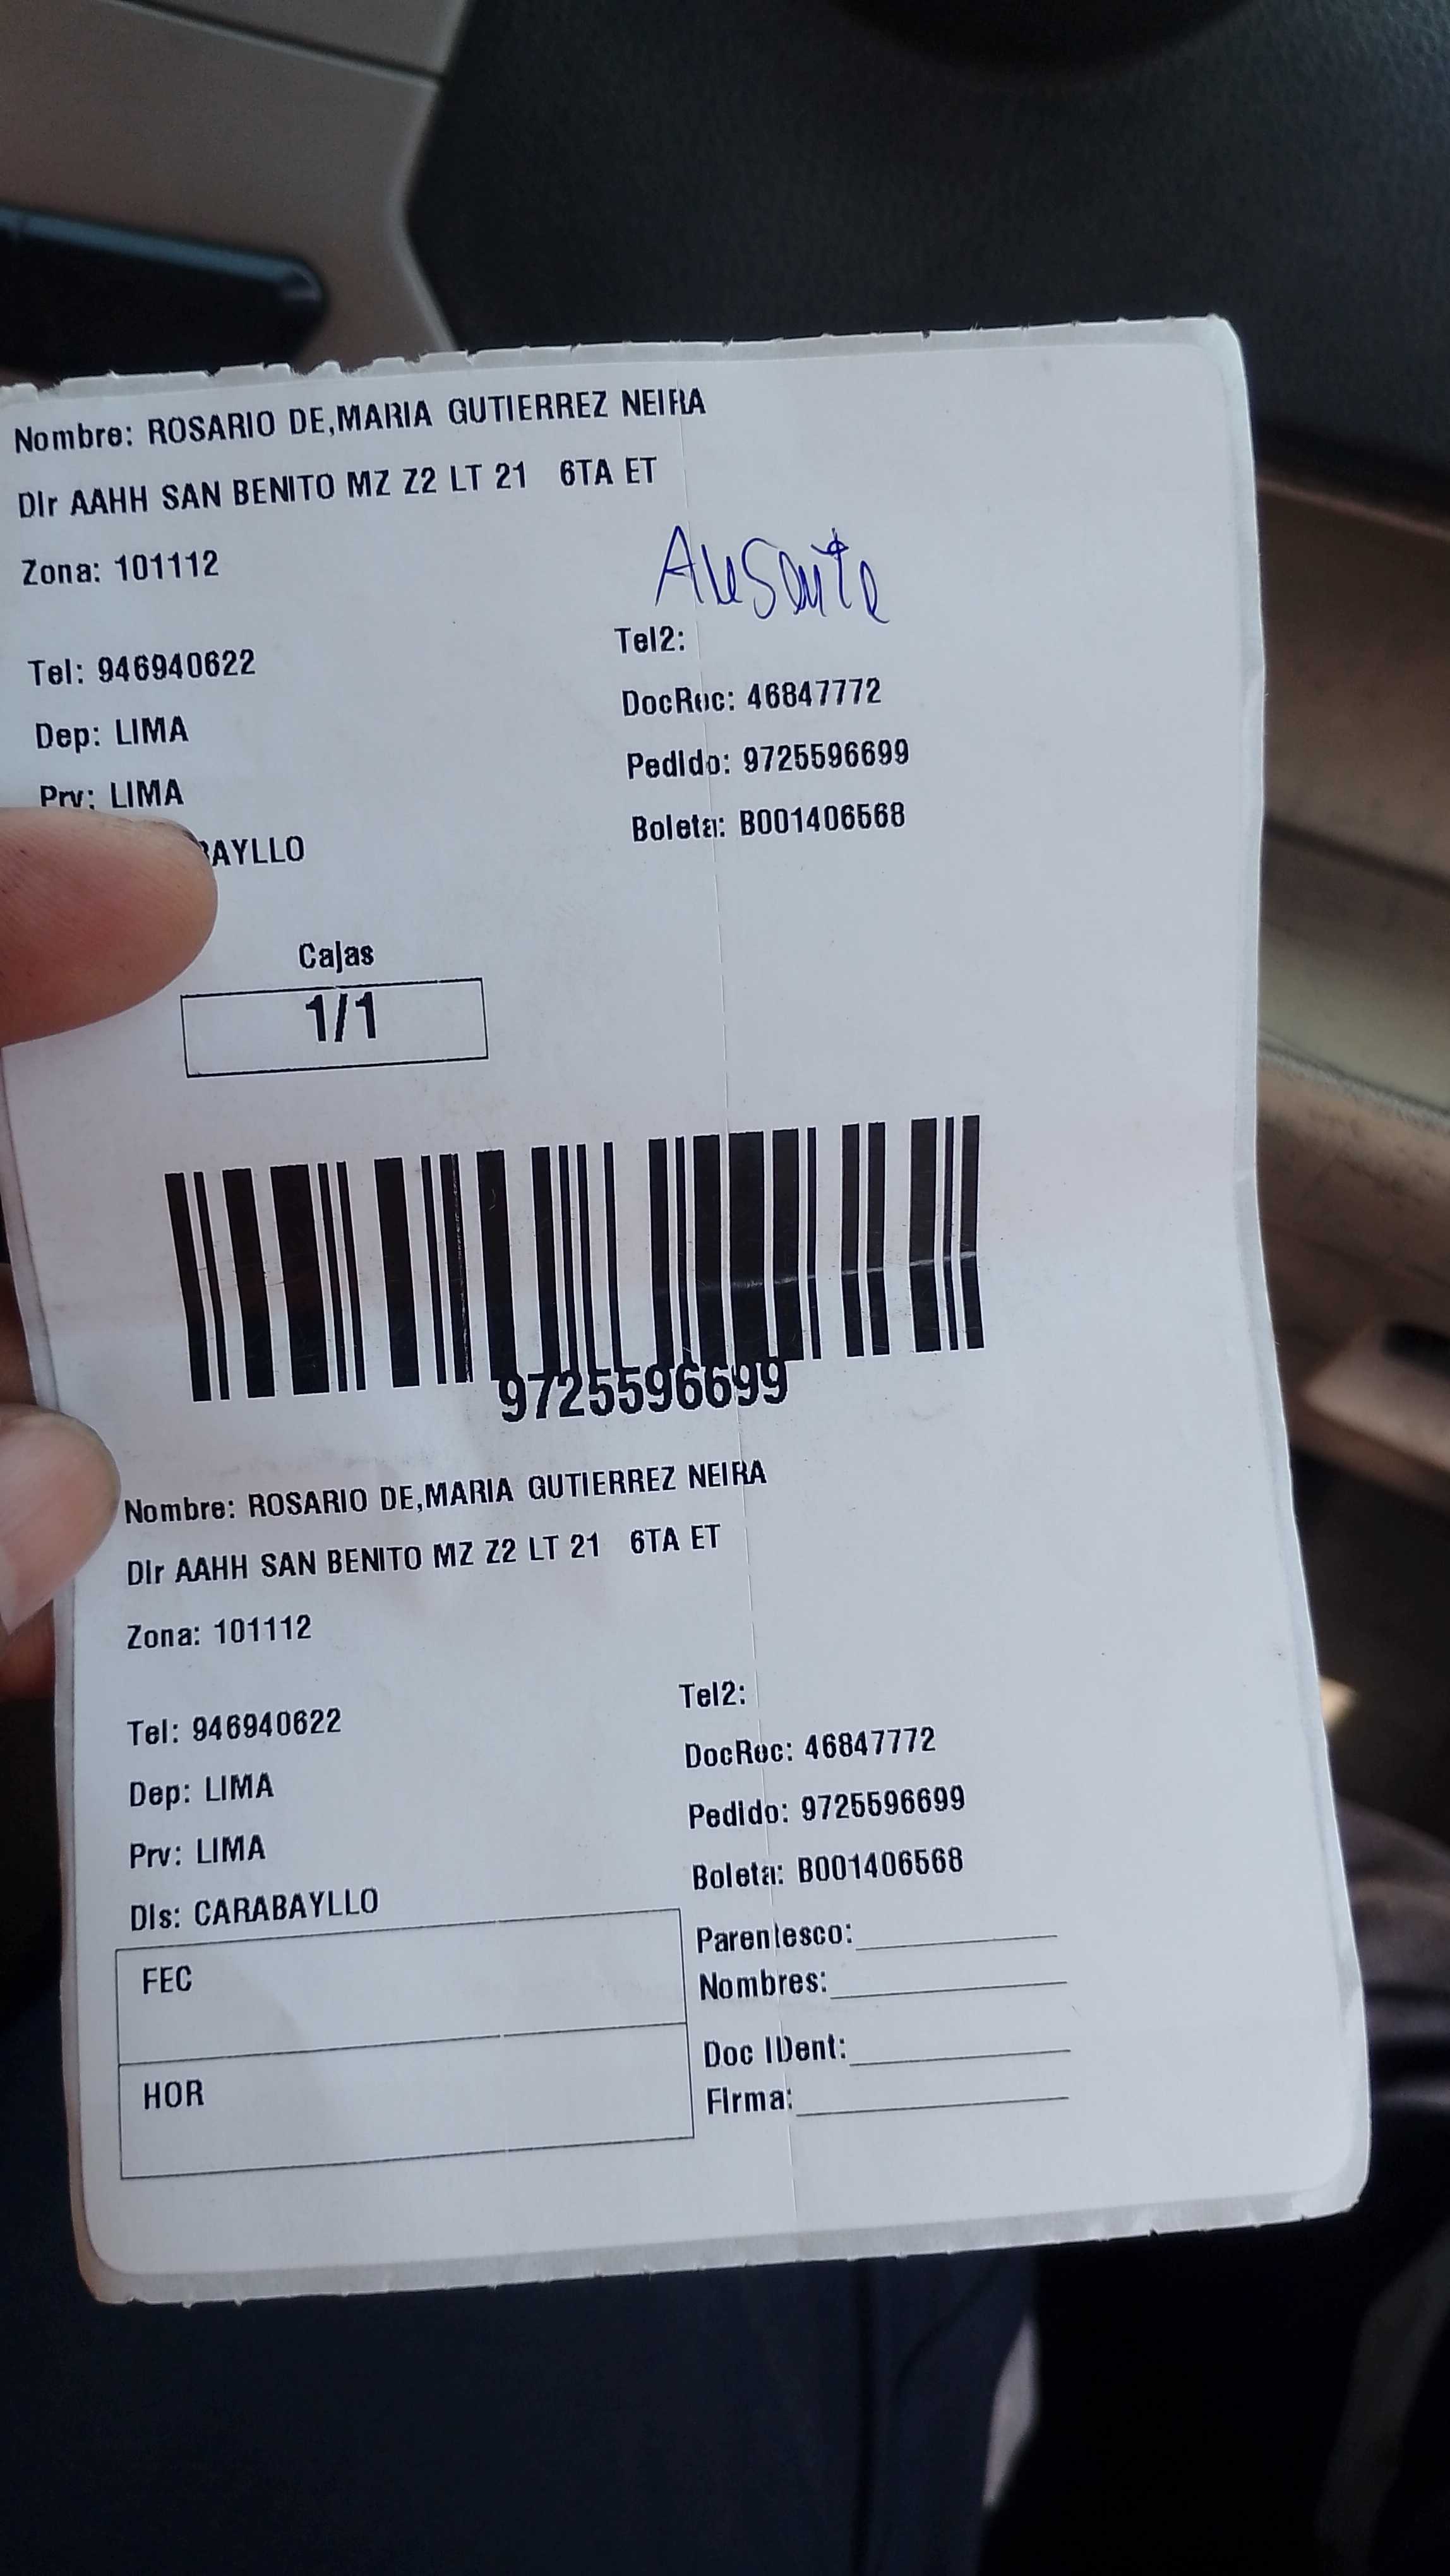 Nombre: ROSARIO DE,MARIA GUTIERREZ NEIRA
Dir AAHH SAN BENITO MZ Z2 LT 21 6TA ET
Zona: 101112
Ausente
Tel: 946940622
Tel2:
Dep: LIMA
DocRec: 46847772
Prv: LIMA
Pedido: 9725596699
BAYLLO
Boleta: B001406568
Cajas
1/1
9725596699
Nombre: ROSARIO DE,MARIA GUTIERREZ NEIRA
Dir AAHH SAN BENITO MZ Z2 LT 21 6TA ET
Zona: 101112
Tel: 946940622
Tel2:
Dep: LIMA
DocRec: 46847772
Prv: LIMA
Pedido: 9725596699
Dis: CARABAYLLO
Boleta: B001406568
FEC
Parentesco:
Nombres:
HOR
Doc IDent:
Firma: